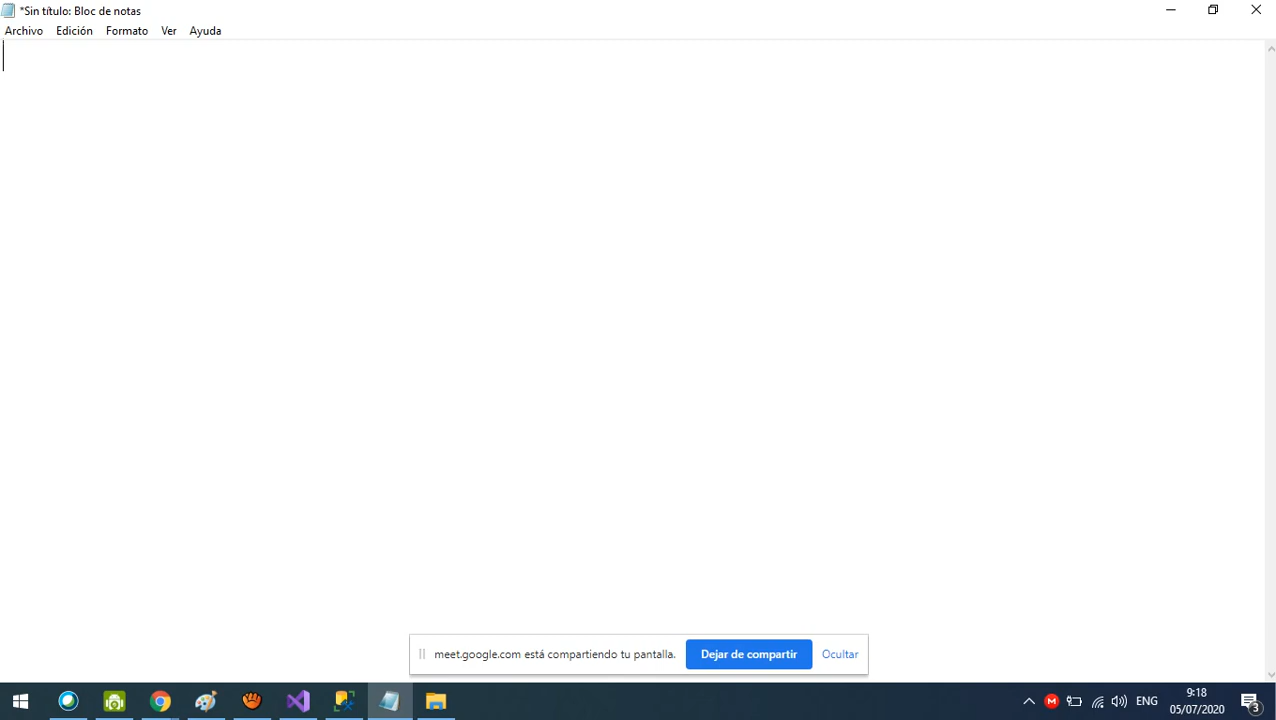 *Sin título: Bloc de notas
Archivo Edición Formato Ver Ayuda
meet.google.com está compartiendo tu pantalla. Dejar de compartir Ocultar
ENG 9:18
05/07/2020 3